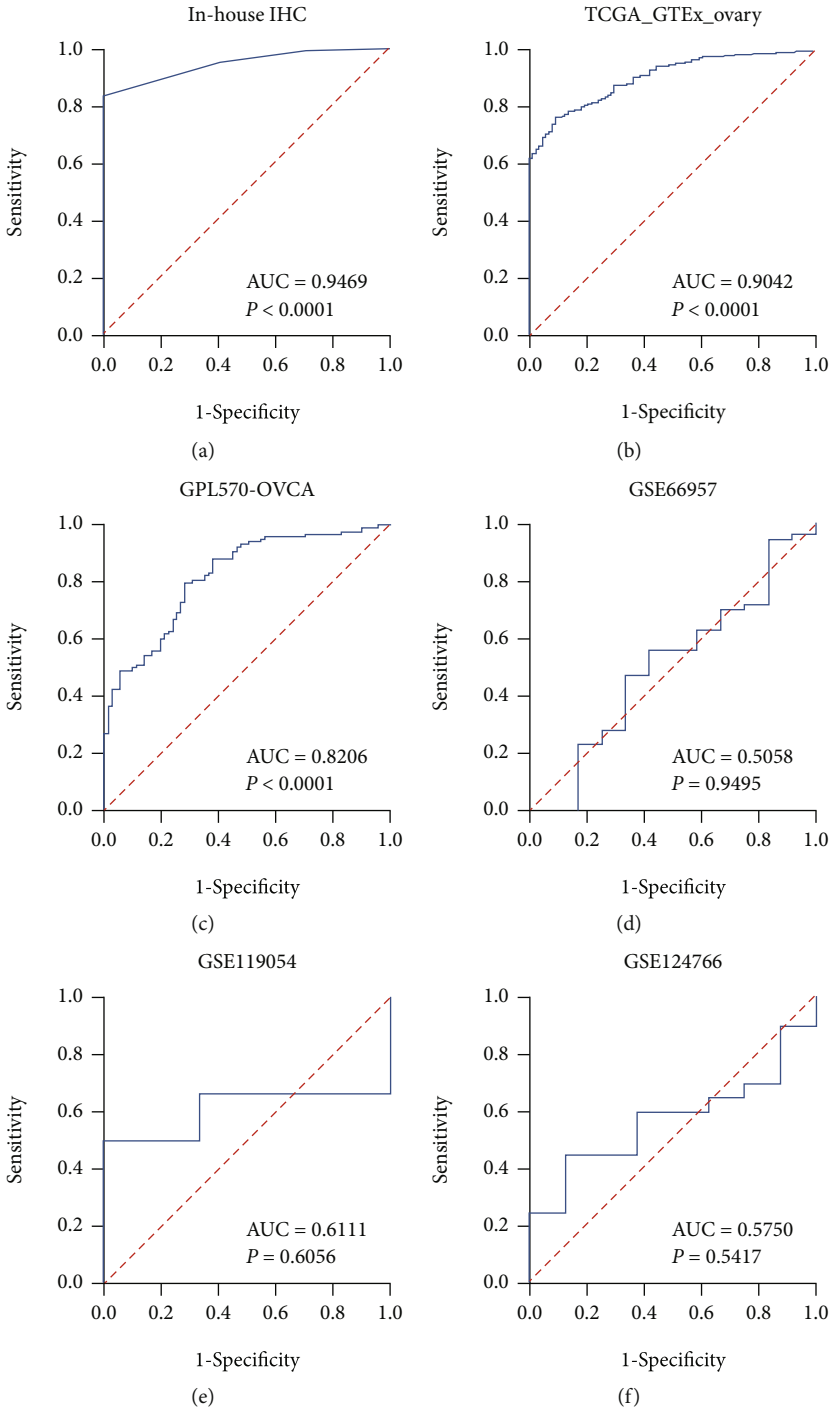 In-house IHC
Sensitivity
1.0
0.8
0.6
0.4
0.2
0.0
AUC = 0.9469
P < 0.0001
0.0 0.2 0.4 0.6 0.8 1.0
1-Specificity
(a)
TCGA_GTEx_ovary
Sensitivity
1.0
0.8
0.6
0.4
0.2
0.0
AUC = 0.9042
P < 0.0001
0.0 0.2 0.4 0.6 0.8 1.0
1-Specificity
(b)
GPL570-OVCA
Sensitivity
1.0
0.8
0.6
0.4
0.2
0.0
AUC = 0.8206
P < 0.0001
0.0 0.2 0.4 0.6 0.8 1.0
1-Specificity
(c)
GSE66957
Sensitivity
1.0
0.8
0.6
0.4
0.2
0.0
AUC = 0.5058
P = 0.9495
0.0 0.2 0.4 0.6 0.8 1.0
1-Specificity
(d)
GSE119054
Sensitivity
1.0
0.8
0.6
0.4
0.2
0.0
AUC = 0.6111
P = 0.6056
0.0 0.2 0.4 0.6 0.8 1.0
1-Specificity
(e)
GSE124766
Sensitivity
1.0
0.8
0.6
0.4
0.2
0.0
AUC = 0.5750
P = 0.5417
0.0 0.2 0.4 0.6 0.8 1.0
1-Specificity
(f)